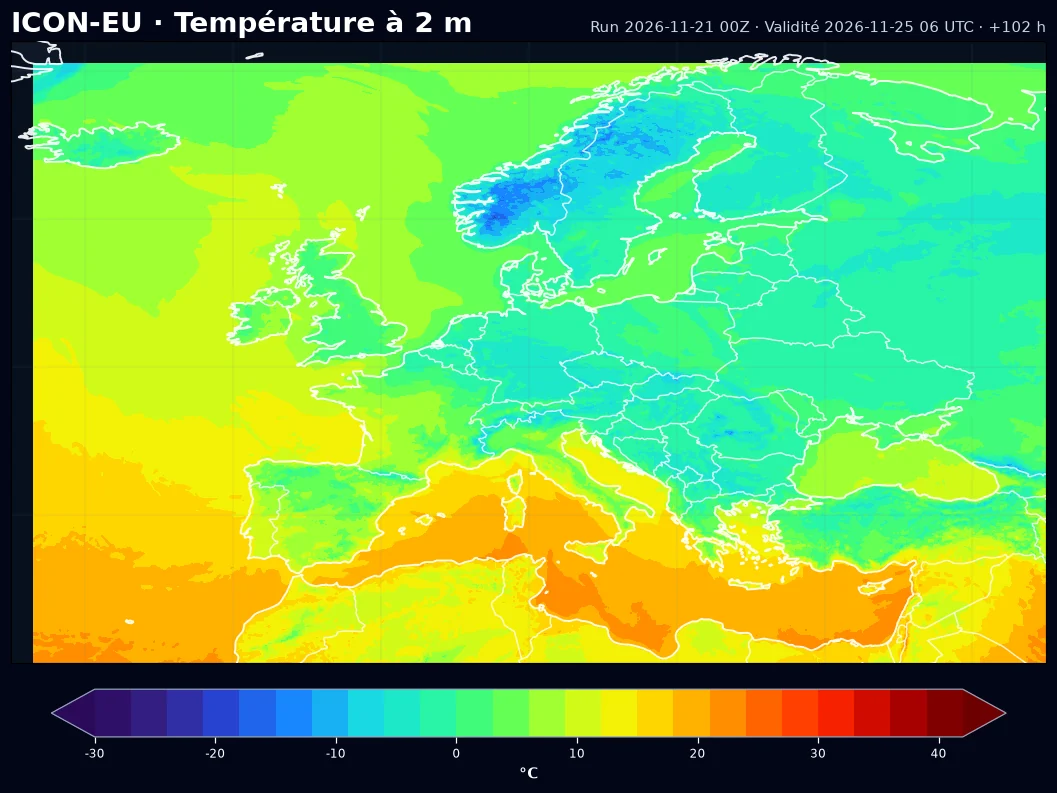 ICON-EU · Température à 2 m
Run 2026-11-21 00Z · Validité 2026-11-25 06 UTC · +102 h
-30 -20 -10 0 10 20 30 40
°C